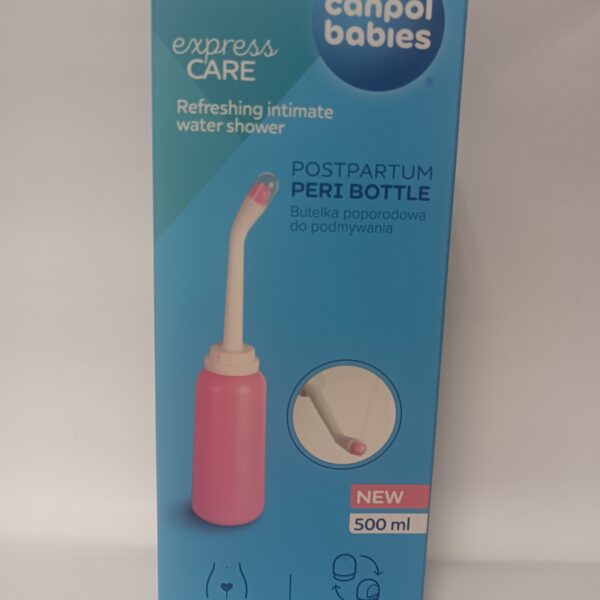 canpol
babies
®
express
CARE
Refreshing intimate
water shower
POSTPARTUM
PERI BOTTLE
Butelka poporodowa
do podmywania
NEW
500 ml